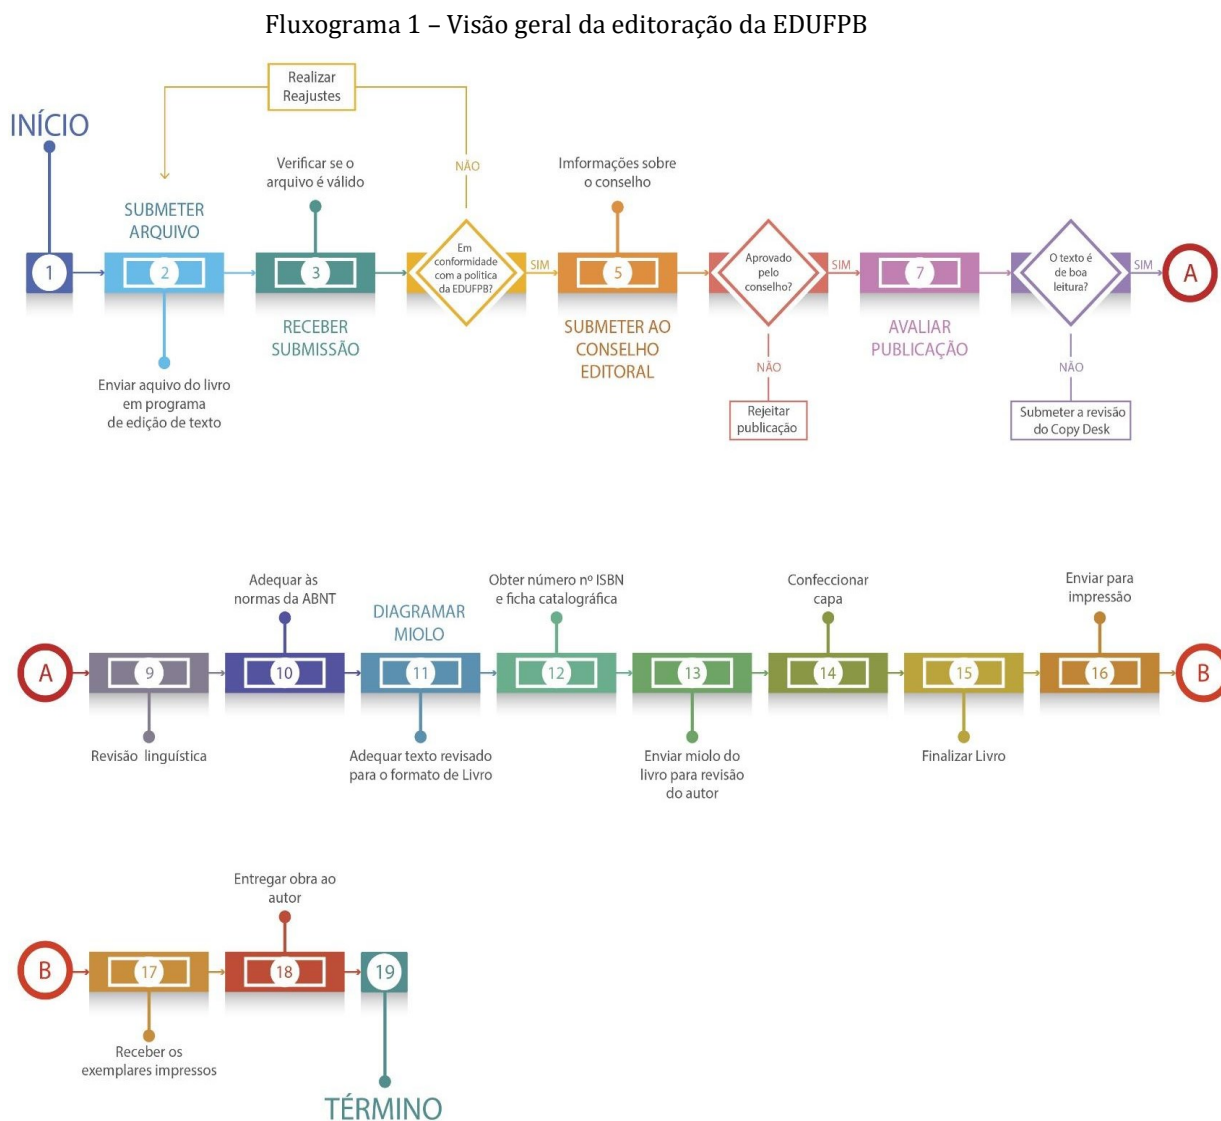 Fluxograma 1 – Visão geral da editoração da EDUFPB
Realizar
Reajustes
INÍCIO
NÃO
Verificar se o
arquivo é válido
Imformações sobre
o conselho
SUBMETER
ARQUIVO
1
2
3
Em
conformidade
com a politica
da EDUFPB?
SIM
5
Aprovado
pelo
conselho?
SIM
7
O texto é
de boa
leitura?
SIM
A
RECEBER
SUBMISSÃO
SUBMETER AO
CONSELHO
EDITORAL
AVALIAR
PUBLICAÇÃO
NÃO
NÃO
Enviar aquivo do livro
em programa
de edição de texto
Rejeitar
publicação
Submeter a revisão
do Copy Desk
Adequar às
normas da ABNT
Obter número nº ISBN
e ficha catalográfica
Confeccionar
capa
Enviar para
impressão
DIAGRAMAR
MIOLO
A
9
10
11
12
13
14
15
16
B
Revisão linguística
Adequar texto revisado
para o formato de Livro
Enviar miolo do
livro para revisão
do autor
Finalizar Livro
Entregar obra ao
autor
B
17
18
19
Receber os
exemplares impressos
TÉRMINO